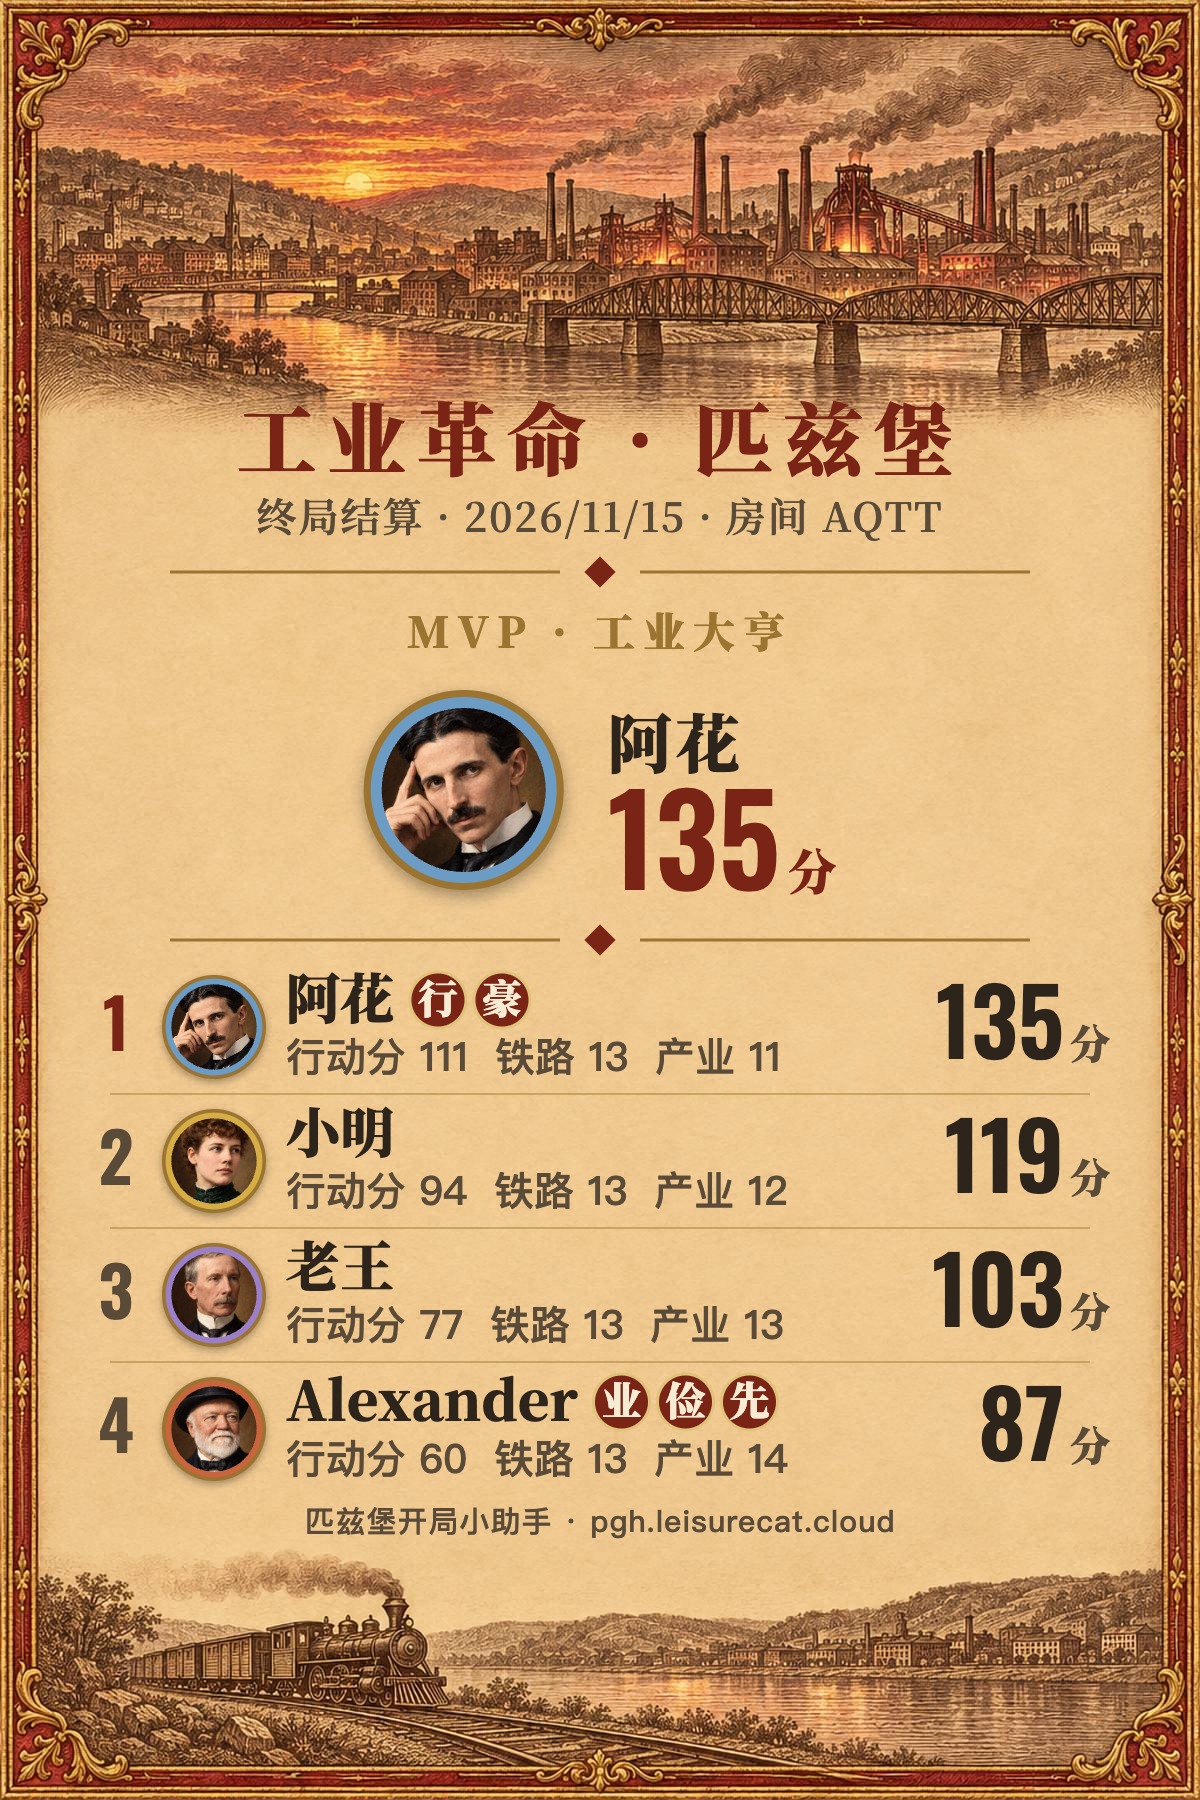 工业革命 · 匹兹堡
终局结算 · 2026/11/15 · 房间 AQTT
MVP · 工业大亨
阿花
135分
1 阿花 行 豪 135分
行动分 111 铁路 13 产业 11
2 小明 119分
行动分 94 铁路 13 产业 12
3 老王 103分
行动分 77 铁路 13 产业 13
4 Alexander 业 俭 先 87分
行动分 60 铁路 13 产业 14
匹兹堡开局小助手 · pgh.leisurecat.cloud